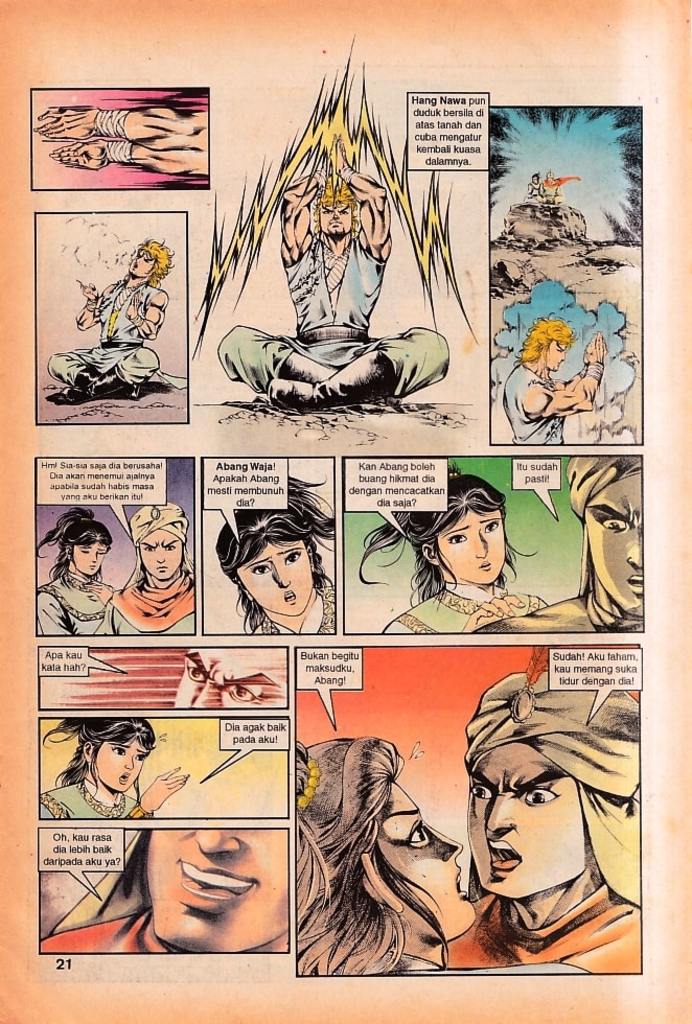 Hang Nawa pun
duduk bersila di
atas tanah dan
cuba mengatur
kembali kuasa
dalamnya.
Hm! Sia-sia saja dia berusaha!
Dia akan menemui ajalnya
apabila sudah habis masa
yang aku berikan itu!
Abang Waja!
Apakah Abang
mesti membunuh
dia?
Kan Abang boleh
buang hikmat dia
dengan mencacatkan
dia saja?
Itu sudah
pasti!
Apa kau
kata hah?
Dia agak baik
pada aku!
Oh, kau rasa
dia lebih baik
daripada aku ya?
Bukan begitu
maksudku,
Abang!
Sudah! Aku faham,
kau memang suka
tidur dengan dia!
21